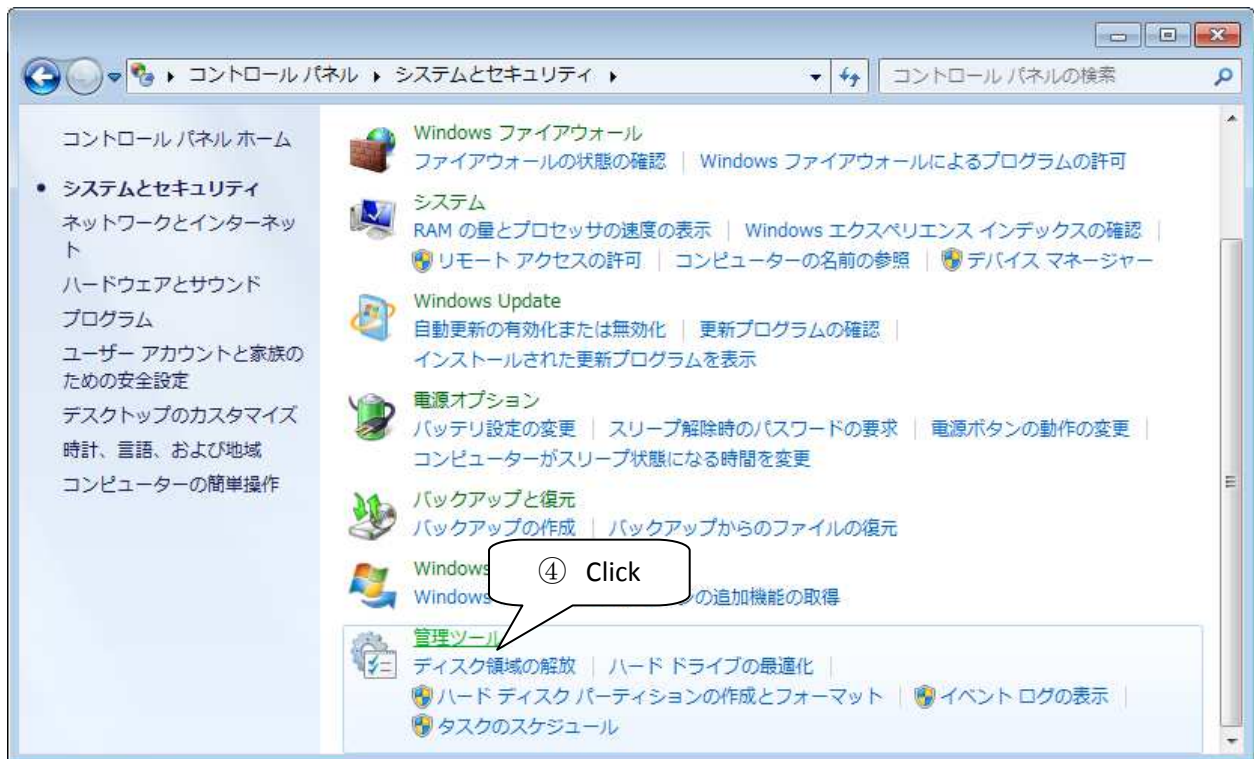 コントロール パネル ▸ システムとセキュリティ ▸
コントロール パネルの検索
コントロール パネル ホーム
• システムとセキュリティ
ネットワークとインターネッ
ト
ハードウェアとサウンド
プログラム
ユーザー アカウントと家族の
ための安全設定
デスクトップのカスタマイズ
時計、言語、および地域
コンピューターの簡単操作
Windows ファイアウォール
ファイアウォールの状態の確認 | Windows ファイアウォールによるプログラムの許可
システム
RAM の量とプロセッサの速度の表示 | Windows エクスペリエンス インデックスの確認 |
リモート アクセスの許可 | コンピューターの名前の参照 | デバイス マネージャー
Windows Update
自動更新の有効化または無効化 | 更新プログラムの確認 |
インストールされた更新プログラムを表示
電源オプション
バッテリ設定の変更 | スリープ解除時のパスワードの要求 | 電源ボタンの動作の変更 |
コンピューターがスリープ状態になる時間を変更
バックアップと復元
バックアップの作成 | バックアップからのファイルの復元
Windows
④ Click
Windows の追加機能の取得
管理ツール
ディスク領域の解放 | ハード ドライブの最適化 |
ハード ディスク パーティションの作成とフォーマット | イベント ログの表示 |
タスクのスケジュール